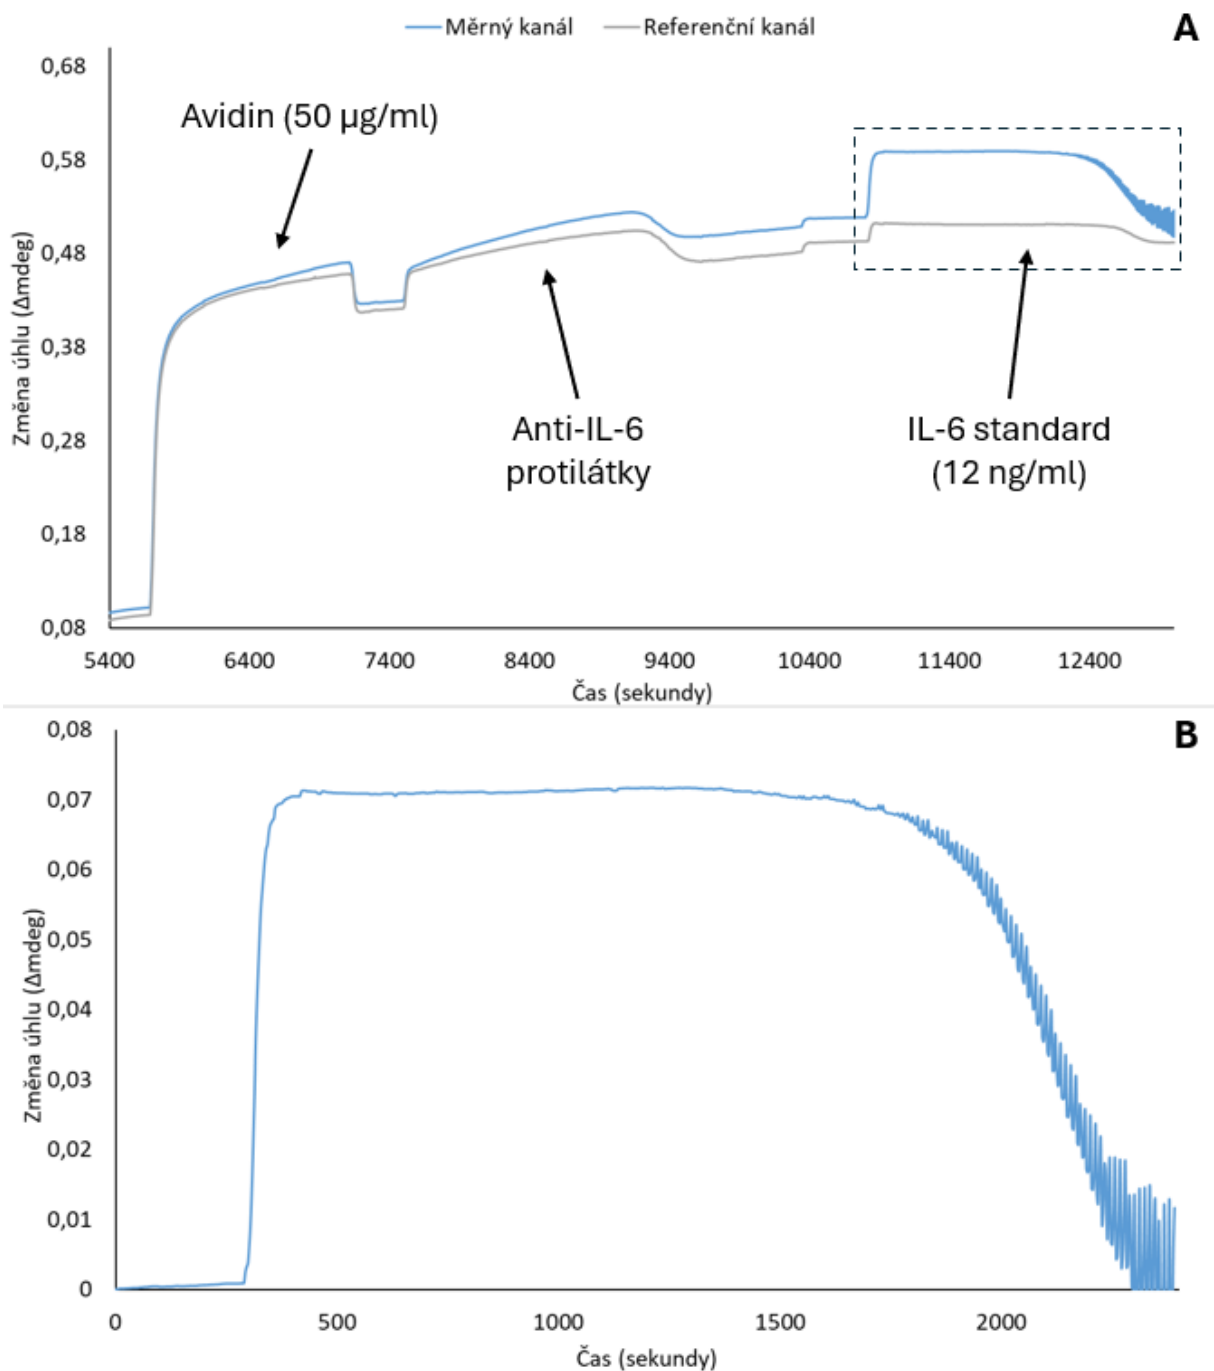 Měrný kanál Referenční kanál
A
0,68
0,58
0,48
0,38
0,28
0,18
0,08
Změna úhlu (Δmdeg)
Avidin (50 µg/ml)
Anti-IL-6
protilátky
IL-6 standard
(12 ng/ml)
5400 6400 7400 8400 9400 10400 11400 12400
Čas (sekundy)
B
0,08
0,07
0,06
0,05
0,04
0,03
0,02
0,01
0
Změna úhlu (Δmdeg)
0 500 1000 1500 2000
Čas (sekundy)